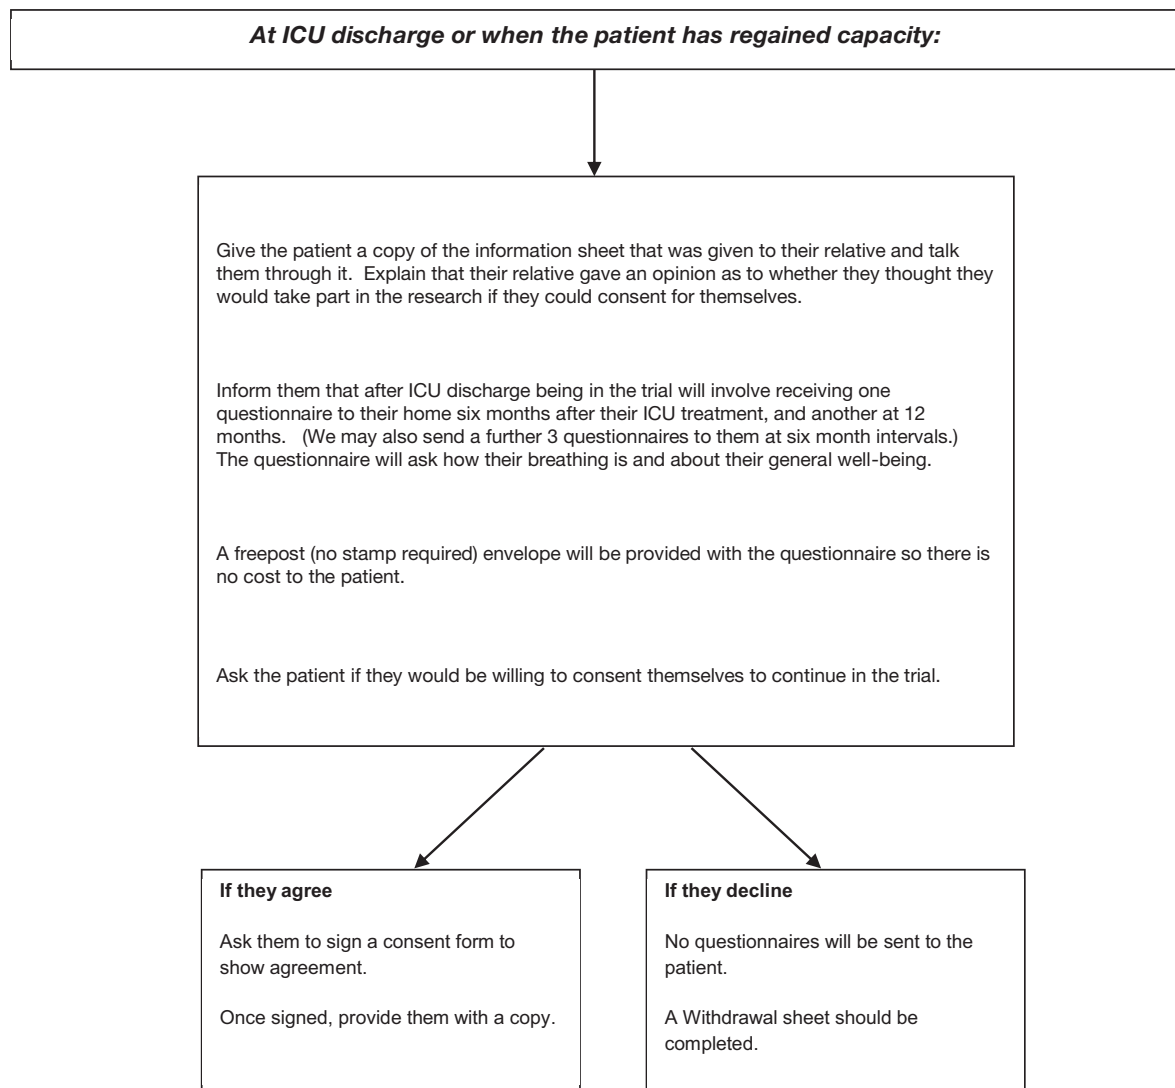 At ICU discharge or when the patient has regained capacity:
Give the patient a copy of the information sheet that was given to their relative and talk
them through it.  Explain that their relative gave an opinion as to whether they thought they
would take part in the research if they could consent for themselves.
Inform them that after ICU discharge being in the trial will involve receiving one
questionnaire to their home six months after their ICU treatment, and another at 12
months.   (We may also send a further 3 questionnaires to them at six month intervals.)
The questionnaire will ask how their breathing is and about their general well-being.
A freepost (no stamp required) envelope will be provided with the questionnaire so there is
no cost to the patient.
Ask the patient if they would be willing to consent themselves to continue in the trial.
If they agree
Ask them to sign a consent form to
show agreement.
Once signed, provide them with a copy.
If they decline
No questionnaires will be sent to the
patient.
A Withdrawal sheet should be
completed.